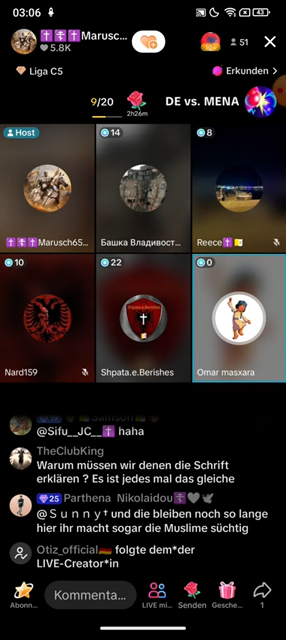 03:06
43
✝️☦️✝️Marusc...
5.8K
51
Liga C5
Erkunden >
9/20
2h26m
DE vs. MENA
Host
14
8
✝️☦️✝️Marusch65...
Башка Владивост...
Reece✝️🇻🇦
10
22
0
Nard159
Shpata.e.Berishes
Omar masxara
@Sifu__JC__✝️ haha
TheClubKing
Warum müssen wir denen die Schrift
erklären ? Es ist jedes mal das gleiche
25 Parthena Nikolaidou☦️🩶🕊️
@S u n n y † und die bleiben noch so lange
hier ihr macht sogar die Muslime süchtig
Otiz_official🇩🇪 folgte dem*der
LIVE-Creator*in
Abonn...
Kommenta...
LIVE mi...
Senden
Gesche...
1